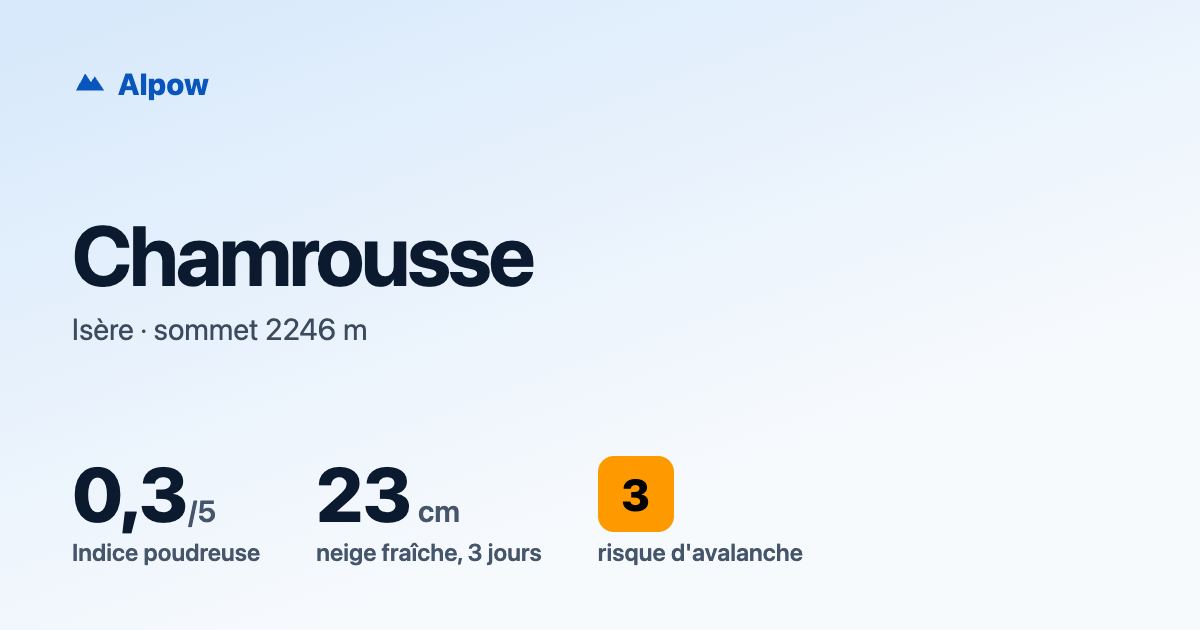 Alpow
Chamrousse
Isère · sommet 2246 m
0,3/5
Indice poudreuse
23 cm
neige fraîche, 3 jours
3
risque d'avalanche